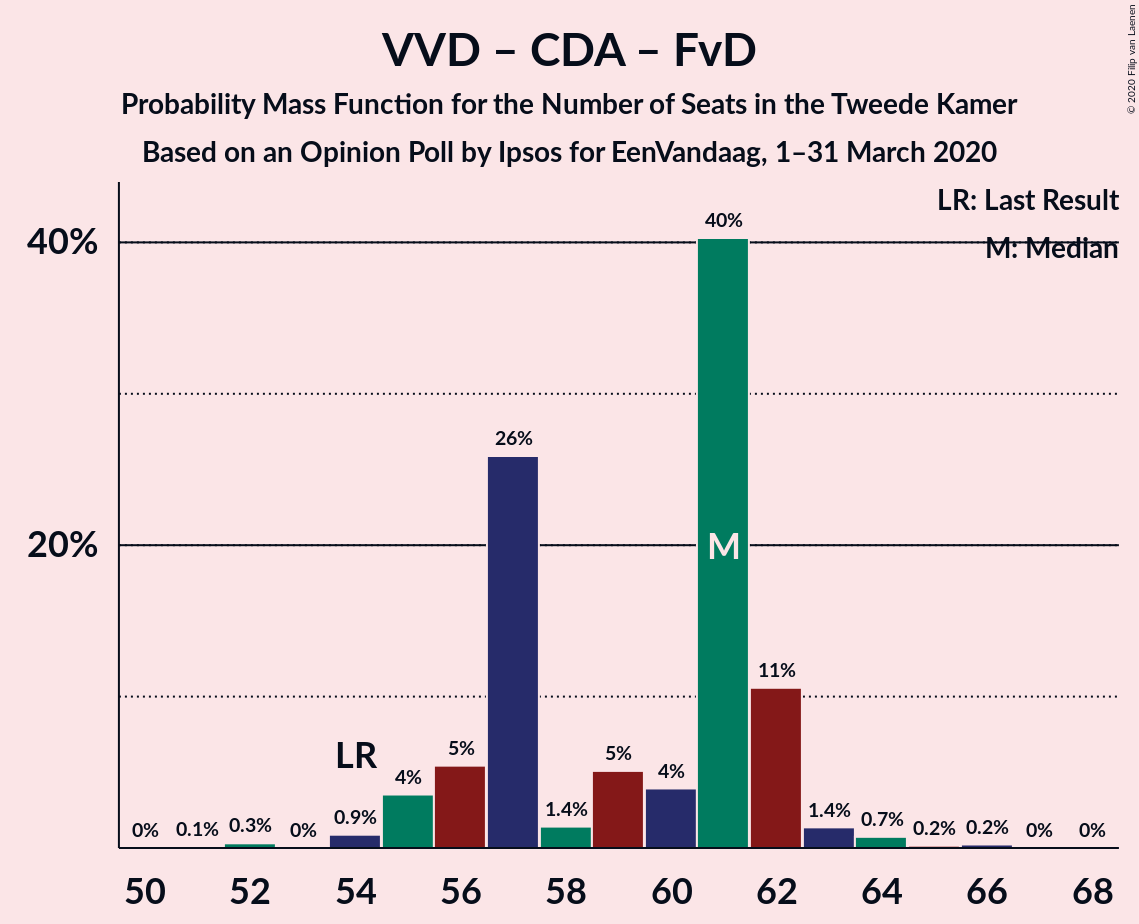 VVD – CDA – FvD
Probability Mass Function for the Number of Seats in the Tweede Kamer
Based on an Opinion Poll by Ipsos for EenVandaag, 1–31 March 2020
© 2020 Filip van Laenen
LR: Last Result
M: Median
40%
20%
0%
0.1%
0.3%
0%
0.9%
4%
5%
26%
1.4%
5%
4%
40%
11%
1.4%
0.7%
0.2%
0.2%
0%
0%
LR
M
50 52 54 56 58 60 62 64 66 68